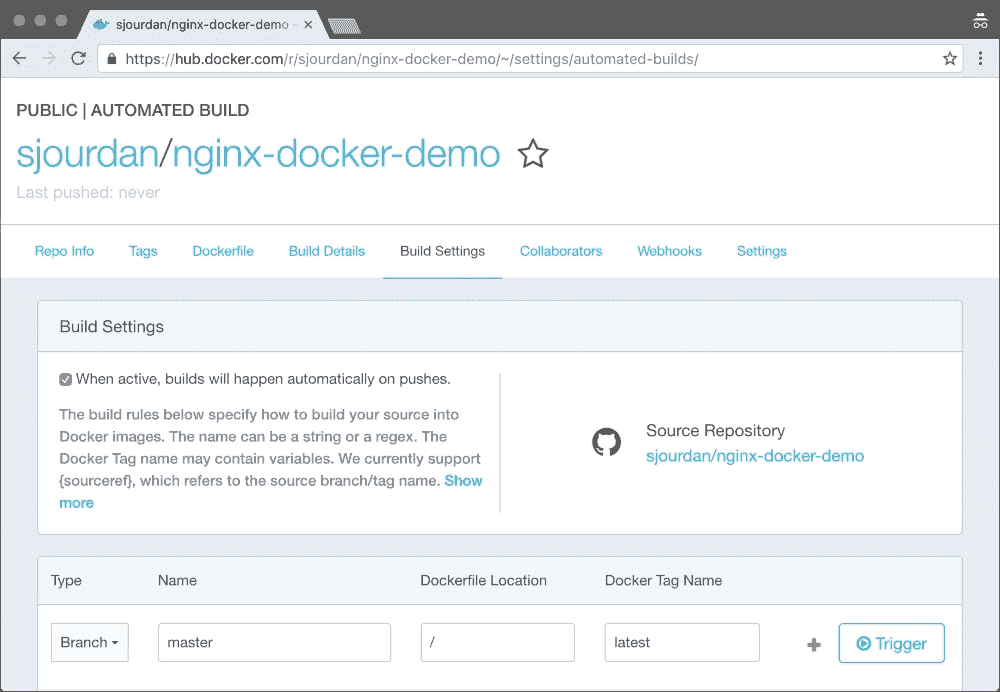 sjourdan/nginx-docker-demo -
https://hub.docker.com/r/sjourdan/nginx-docker-demo/~/settings/automated-builds/
PUBLIC | AUTOMATED BUILD
sjourdan/nginx-docker-demo
Last pushed: never
Repo Info Tags Dockerfile Build Details Build Settings Collaborators Webhooks Settings
Build Settings
When active, builds will happen automatically on pushes.
The build rules below specify how to build your source into
Docker images. The name can be a string or a regex. The
Docker Tag name may contain variables. We currently support
{sourceref}, which refers to the source branch/tag name. Show
more
Source Repository
sjourdan/nginx-docker-demo
Type Name Dockerfile Location Docker Tag Name
Branch master / latest Trigger